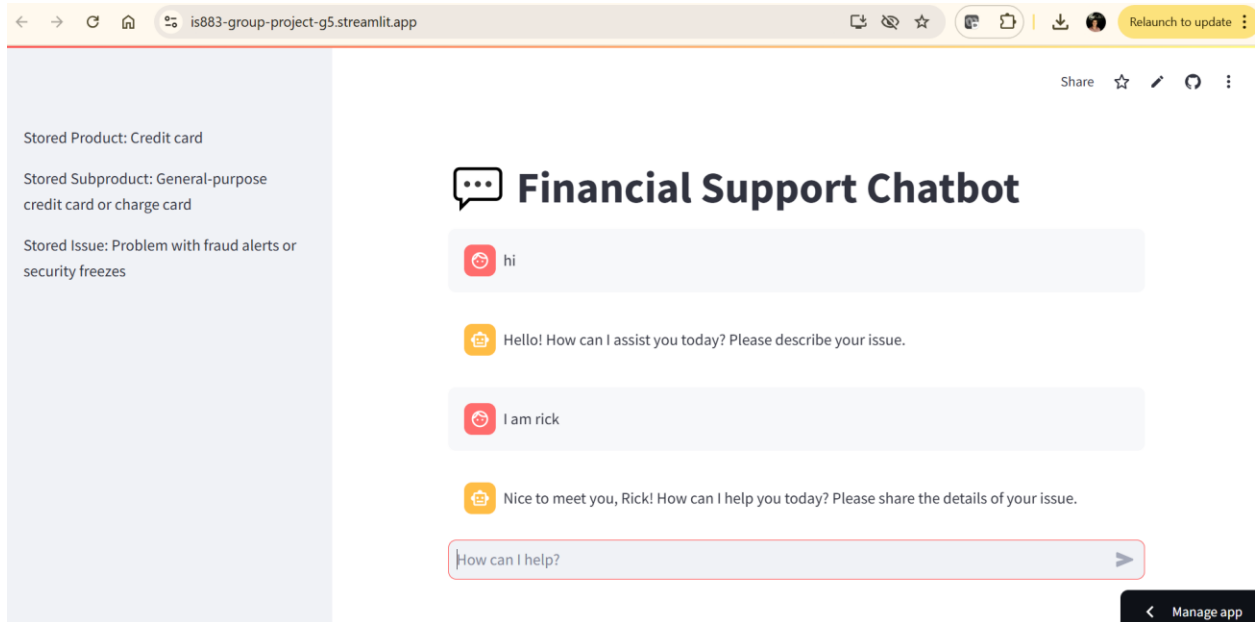 is883-group-project-g5.streamlit.app
Relaunch to update
Share
Stored Product: Credit card
Stored Subproduct: General-purpose
credit card or charge card
Stored Issue: Problem with fraud alerts or
security freezes
Financial Support Chatbot
hi
Hello! How can I assist you today? Please describe your issue.
I am rick
Nice to meet you, Rick! How can I help you today? Please share the details of your issue.
How can I help?
Manage app